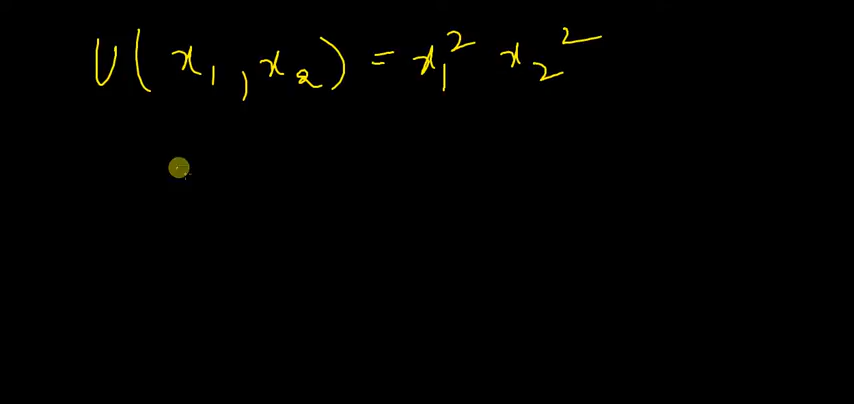 U(x₁, x₂) = x₁² x₂²